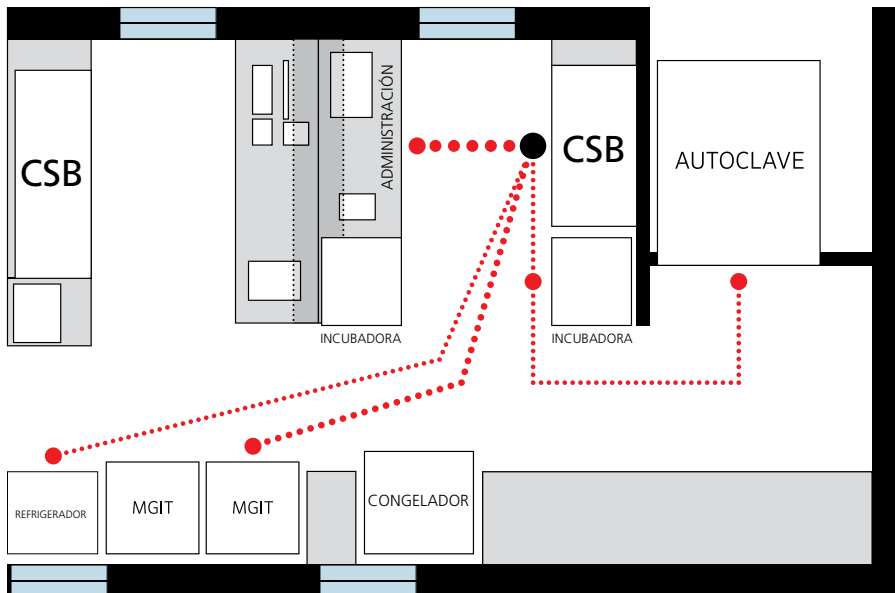 CSB
ADMINISTRACIÓN
CSB
AUTOCLAVE
INCUBADORA
INCUBADORA
REFRIGERADOR
MGIT
MGIT
CONGELADOR